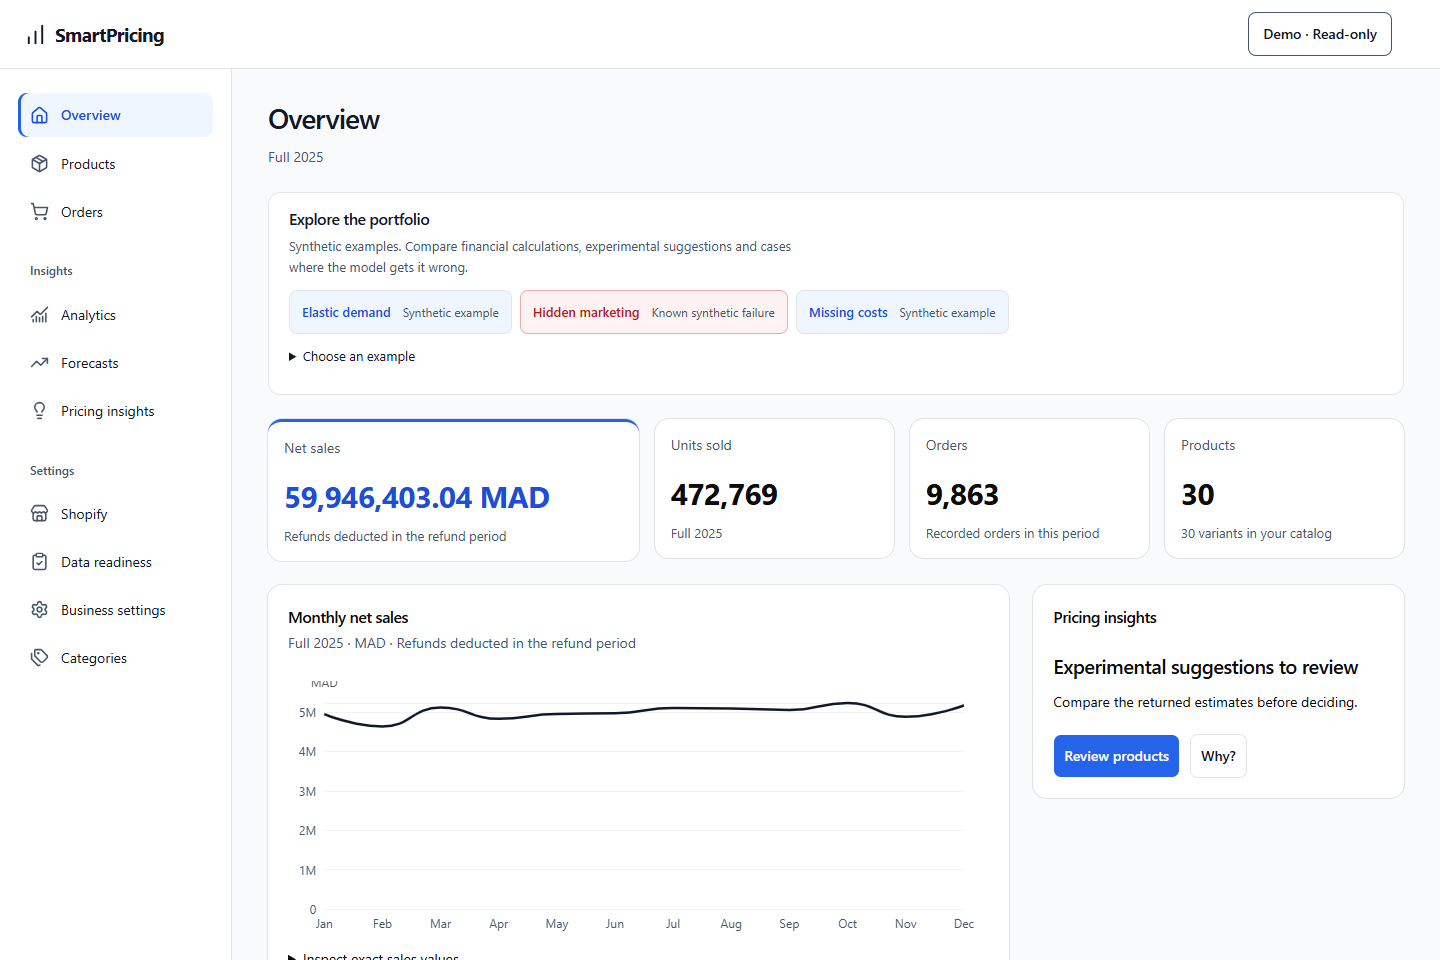 SmartPricing
Demo · Read-only
Overview
Products
Orders
Insights
Analytics
Forecasts
Pricing insights
Settings
Shopify
Data readiness
Business settings
Categories
Overview
Full 2025
Explore the portfolio
Synthetic examples. Compare financial calculations, experimental suggestions and cases
where the model gets it wrong.
Elastic demand Synthetic example
Hidden marketing Known synthetic failure
Missing costs Synthetic example
Choose an example
Net sales
59,946,403.04 MAD
Refunds deducted in the refund period
Units sold
472,769
Full 2025
Orders
9,863
Recorded orders in this period
Products
30
30 variants in your catalog
Monthly net sales
Full 2025 · MAD · Refunds deducted in the refund period
MAD
5M
4M
3M
2M
1M
0
Jan Feb Mar Apr May Jun Jul Aug Sep Oct Nov Dec
Inspect exact sales values
Pricing insights
Experimental suggestions to review
Compare the returned estimates before deciding.
Review products
Why?